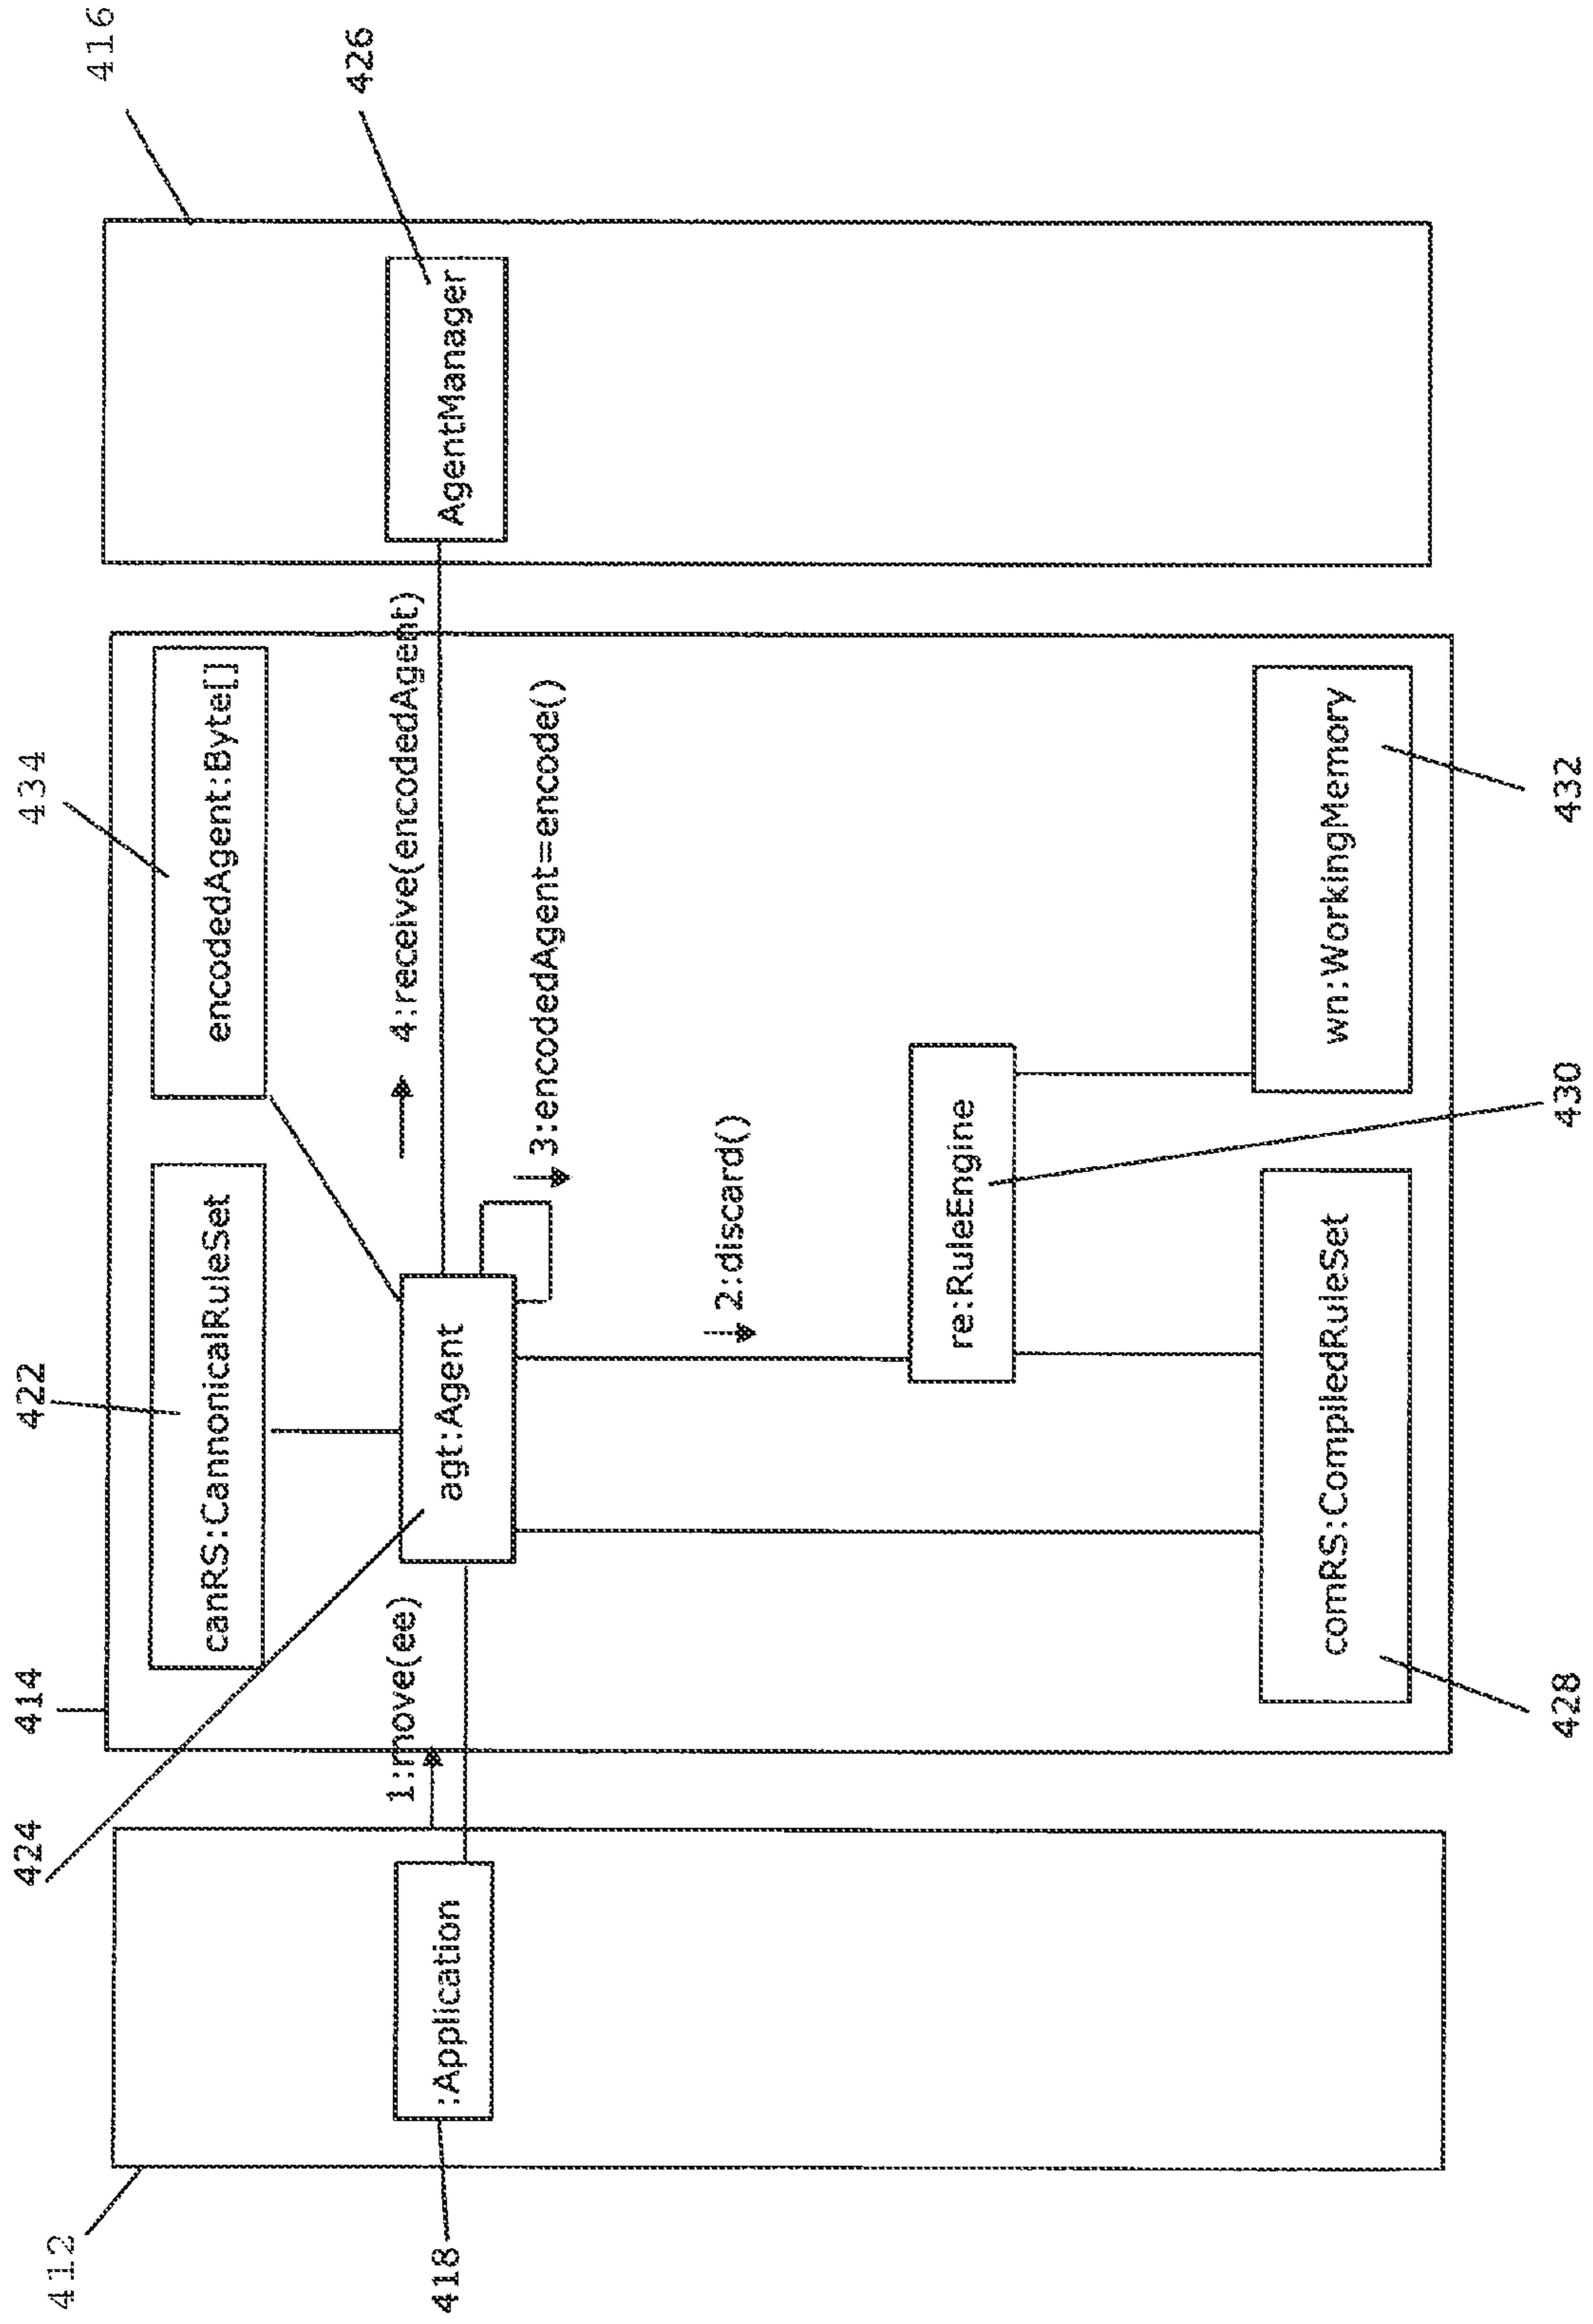 422
434
416
414
424
canRS:CannonicalRuleSet
encodedAgent:Byte[]
426
412
1:move(ee)
4:receive(encodedAgent)
418
:Application
agt:Agent
AgentManager
3:encodedAgent=encode()
2:discard()
re:RuleEngine
comRS:CompiledRuleSet
wn:WorkingMemory
428
430
432